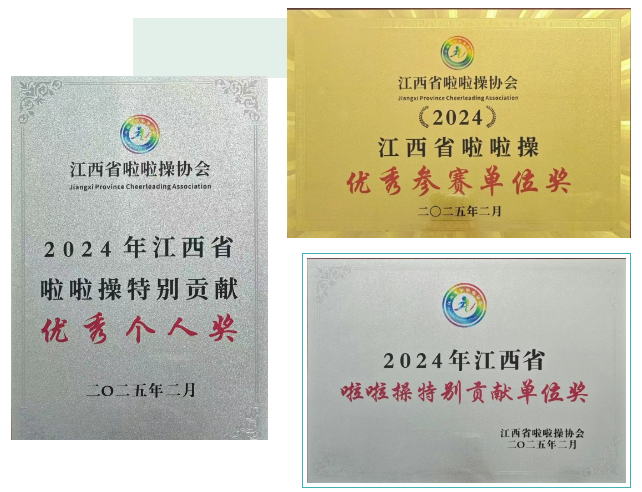 江西省啦啦操协会
Jiangxi Province Cheerleading Association
2024年江西省
啦啦操特别贡献
优秀个人奖
二〇二五年二月
江西省啦啦操协会
Jiangxi Province Cheerleading Association
(2024)
江西省啦啦操
优秀参赛单位奖
二〇二五年二月
2024年江西省
啦啦操特别贡献单位奖
江西省啦啦操协会
二〇二五年二月